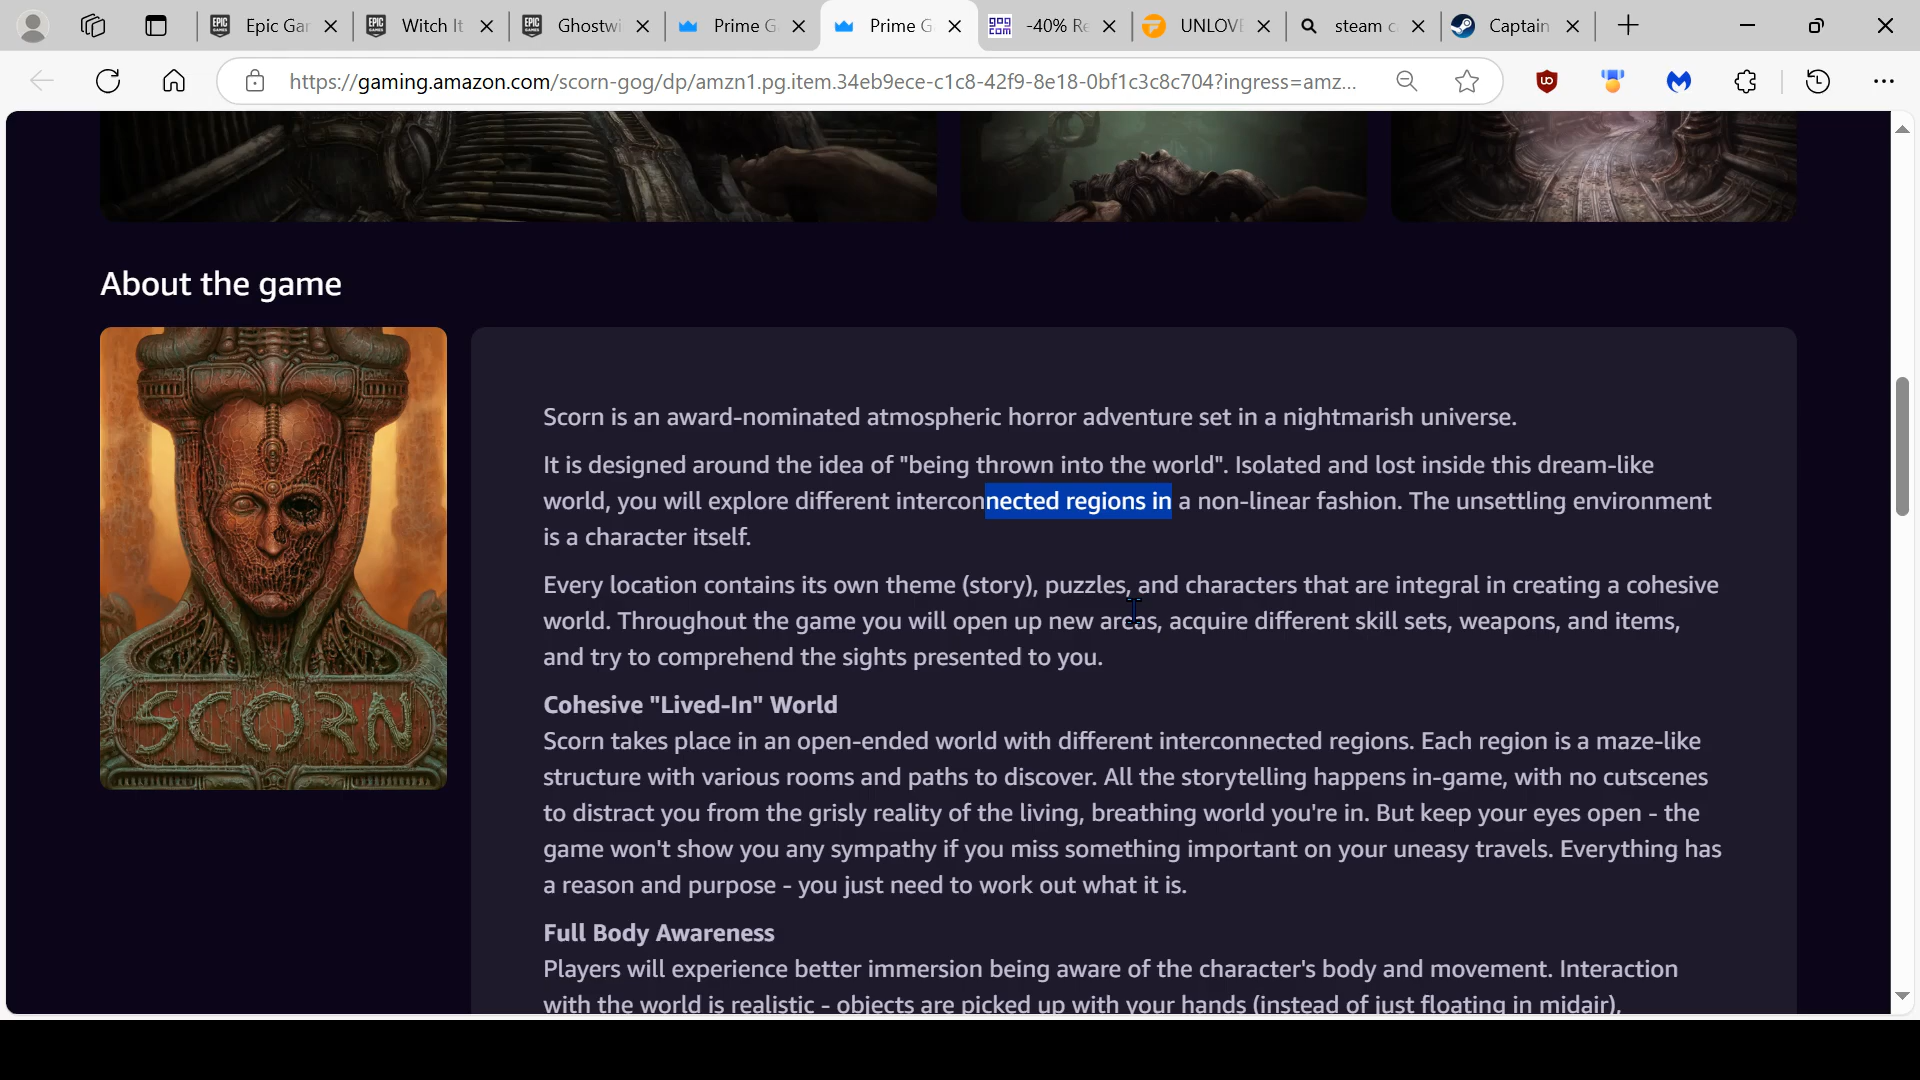 Epic Gar
Witch It
Ghostwi
Prime G
Prime G
-40% Re
UNLOVE
steam c
Captain
https://gaming.amazon.com/scorn-gog/dp/amzn1.pg.item.34eb9ece-c1c8-42f9-8e18-0bf1c3c8c704?ingress=amz...
About the game
SCORN
Scorn is an award-nominated atmospheric horror adventure set in a nightmarish universe.
It is designed around the idea of "being thrown into the world". Isolated and lost inside this dream-like
world, you will explore different interconnected regions in a non-linear fashion. The unsettling environment
is a character itself.
Every location contains its own theme (story), puzzles, and characters that are integral in creating a cohesive
world. Throughout the game you will open up new areas, acquire different skill sets, weapons, and items,
and try to comprehend the sights presented to you.
Cohesive "Lived-In" World
Scorn takes place in an open-ended world with different interconnected regions. Each region is a maze-like
structure with various rooms and paths to discover. All the storytelling happens in-game, with no cutscenes
to distract you from the grisly reality of the living, breathing world you're in. But keep your eyes open - the
game won't show you any sympathy if you miss something important on your uneasy travels. Everything has
a reason and purpose - you just need to work out what it is.
Full Body Awareness
Players will experience better immersion being aware of the character's body and movement. Interaction
with the world is realistic - objects are picked up with your hands (instead of just floating in midair),